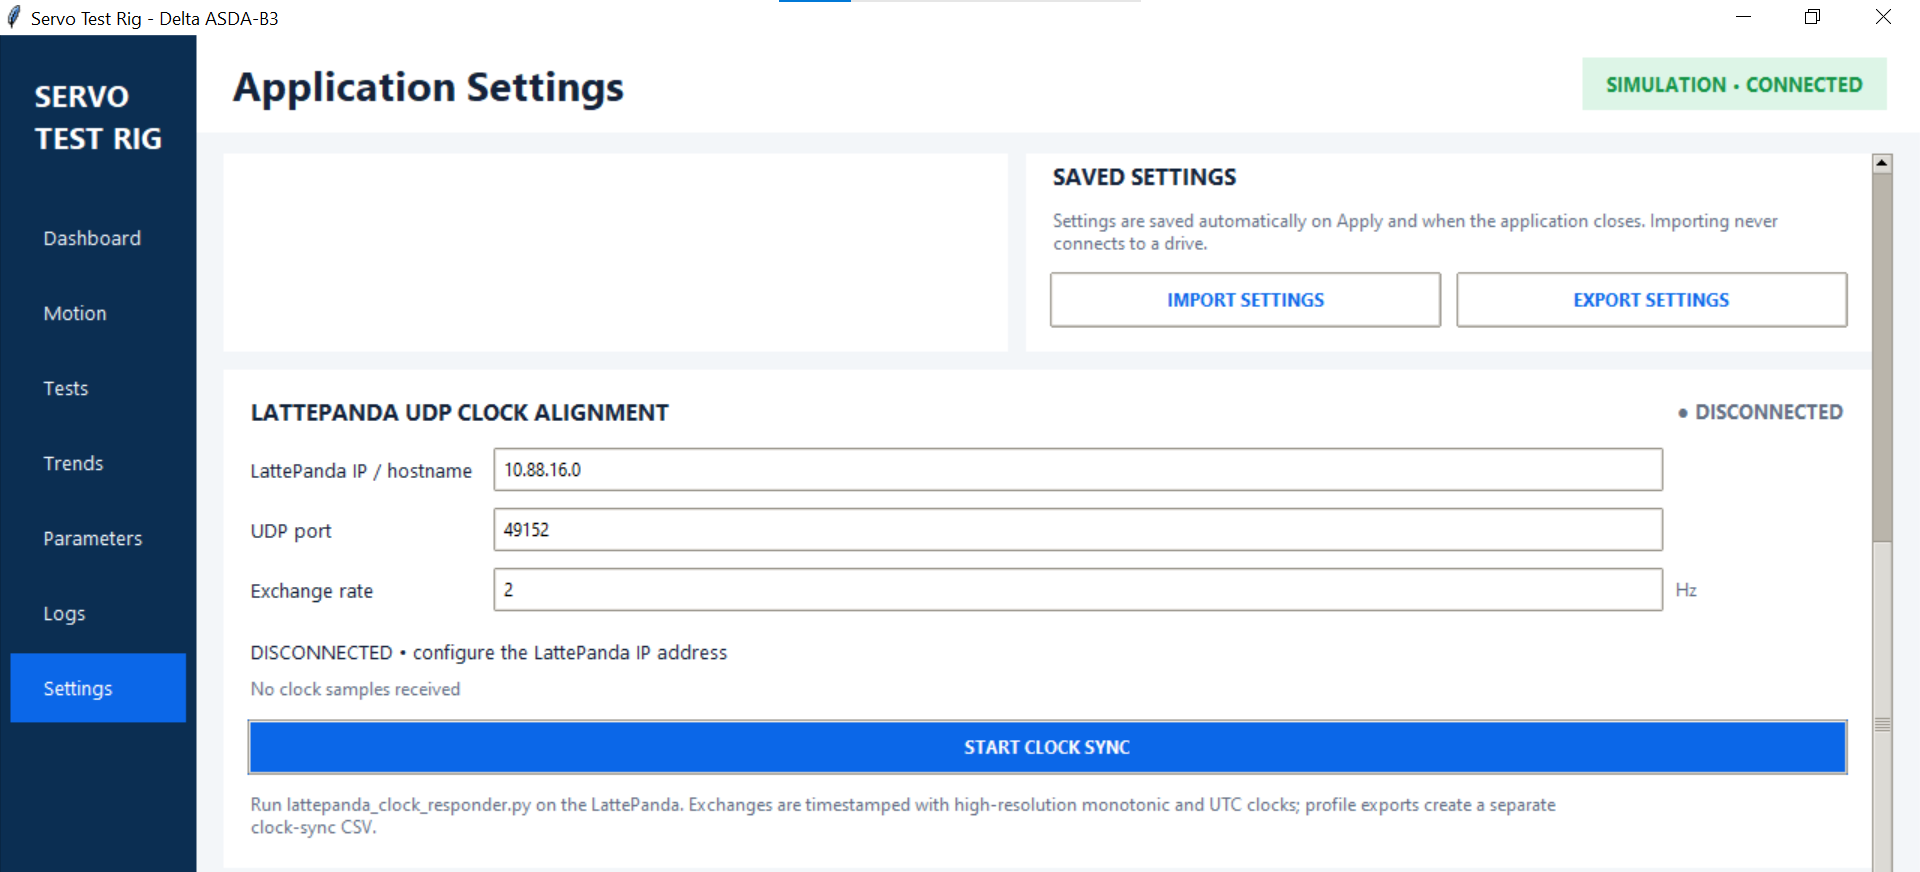 Servo Test Rig - Delta ASDA-B3
SERVO
TEST RIG
Dashboard
Motion
Tests
Trends
Parameters
Logs
Settings
Application Settings
SIMULATION • CONNECTED
SAVED SETTINGS
Settings are saved automatically on Apply and when the application closes. Importing never
connects to a drive.
IMPORT SETTINGS
EXPORT SETTINGS
LATTEPANDA UDP CLOCK ALIGNMENT
● DISCONNECTED
LattePanda IP / hostname
10.88.16.0
UDP port
49152
Exchange rate
2
Hz
DISCONNECTED • configure the LattePanda IP address
No clock samples received
START CLOCK SYNC
Run lattepanda_clock_responder.py on the LattePanda. Exchanges are timestamped with high-resolution monotonic and UTC clocks; profile exports create a separate
clock-sync CSV.